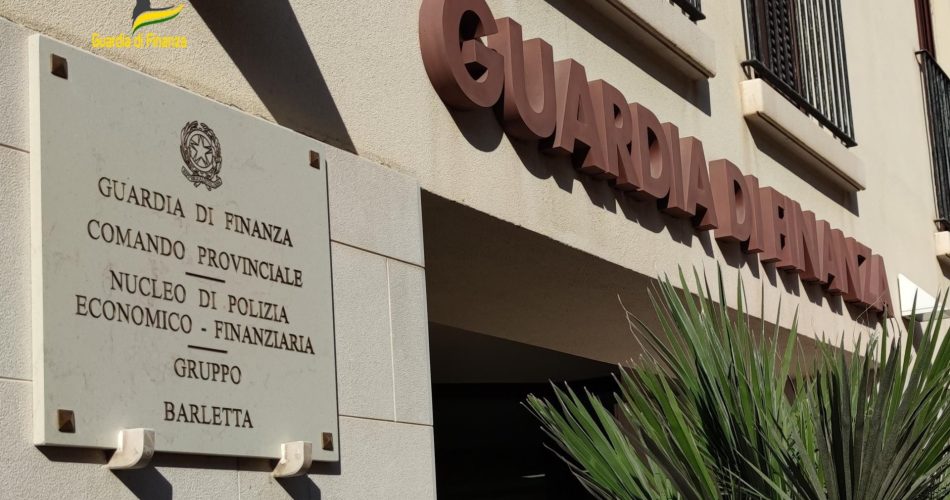 Guardia di Finanza
GUARDIA DI FINANZA
COMANDO PROVINCIALE
NUCLEO DI POLIZIA
ECONOMICO - FINANZIARIA
GRUPPO
BARLETTA
GUARDIA DI FINANZA